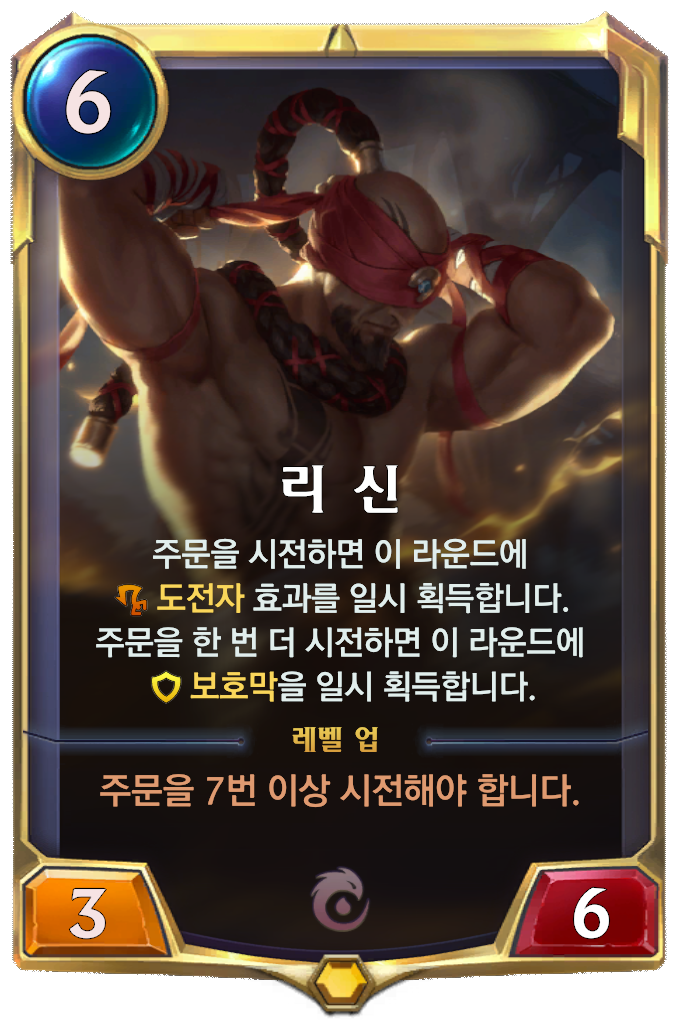 6
리 신
주문을 시전하면 이 라운드에
도전자 효과를 일시 획득합니다.
주문을 한 번 더 시전하면 이 라운드에
보호막을 일시 획득합니다.
레벨 업
주문을 7번 이상 시전해야 합니다.
3
6